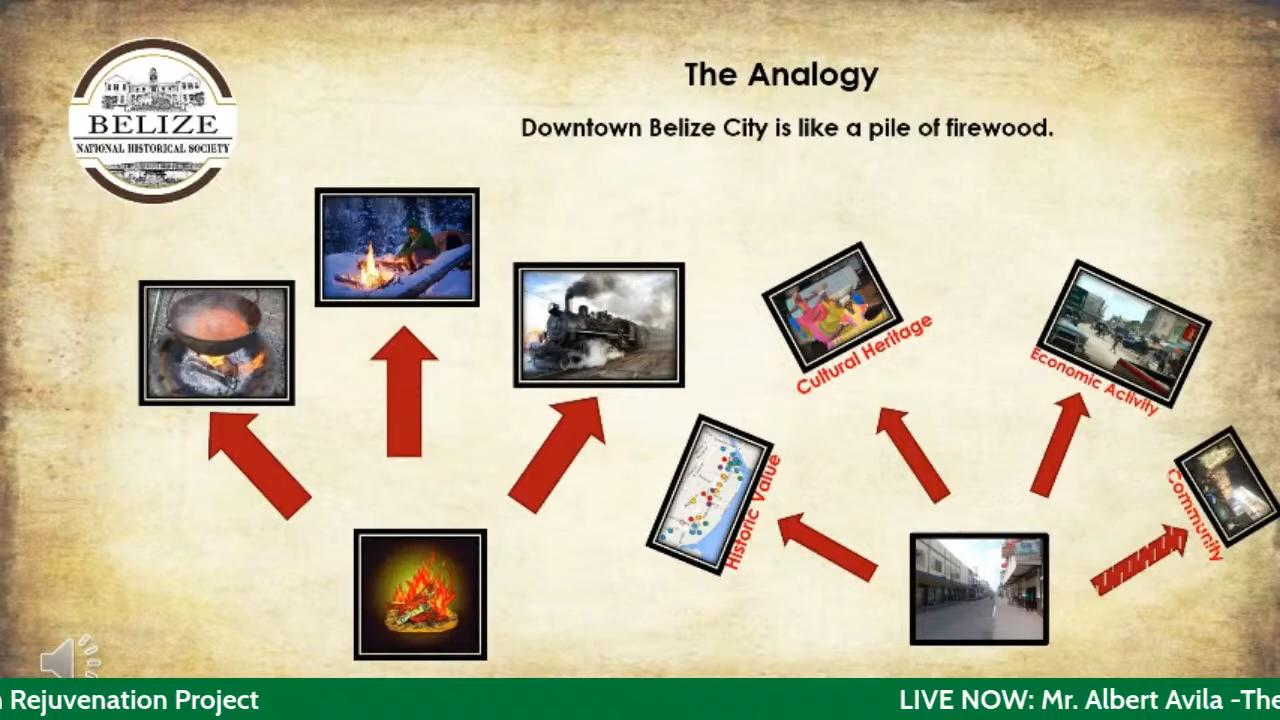 The Analogy
Downtown Belize City is like a pile of firewood.
BELIZE
NATIONAL HISTORICAL SOCIETY
Cultural Heritage
Economic Activity
Historic Value
Community
Rejuvenation Project
LIVE NOW: Mr. Albert Avila -The